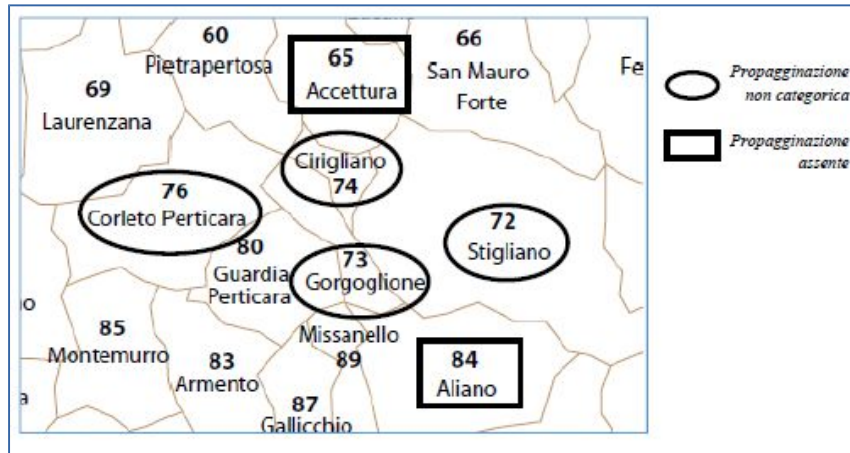 60
Pietrapertosa
65
Accettura
66
San Mauro
Forte
Fe
69
Laurenzana
Cirigliano
74
76
Corleto Perticara
72
Stigliano
80
Guardia
Perticara
73
Gorgoglione
85
Montemurro
Missanello
89
83
Armento
84
Aliano
87
Gallicchio
o
a
Propagginazione
non categorica
Propagginazione
assente